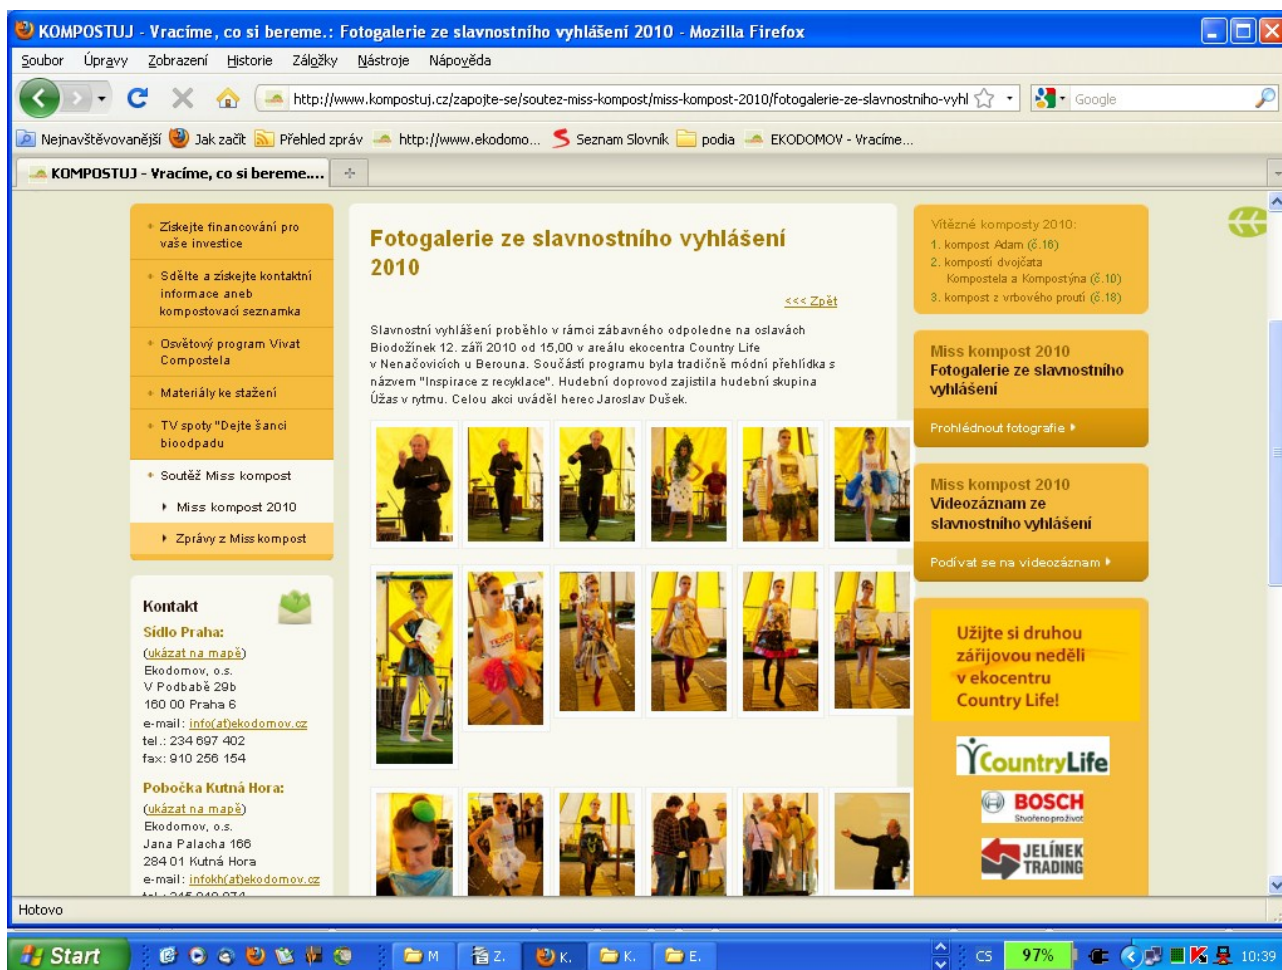 KOMPOSTUJ - Vracíme, co si bereme.: Fotogalerie ze slavnostního vyhlášení 2010 - Mozilla Firefox
Soubor Úpravy Zobrazení Historie Záložky Nástroje Nápověda
http://www.kompostuj.cz/zapojte-se/soutez-miss-kompost/miss-kompost-2010/fotogalerie-ze-slavnostniho-vyhl
Google
Nejnavštěvovanější Jak začít Přehled zpráv http://www.ekodomo... Seznam Slovník podia EKODOMOV - Vracíme...
KOMPOSTUJ - Vracíme, co si bereme....
Získejte financování pro
vaše investice
Sdělte a získejte kontaktní
informace aneb
kompostovací seznamka
Osvětový program Vivat
Compostela
Materiály ke stažení
TV spoty "Dejte šanci
bioodpadu
Soutěž Miss kompost
Miss kompost 2010
Zprávy z Miss kompost
Kontakt
Sídlo Praha:
(ukázat na mapě)
Ekodomov, o.s.
V Podbabě 29b
160 00 Praha 6
e-mail: info(at)ekodomov.cz
tel.: 234 697 402
fax: 910 256 154
Pobočka Kutná Hora:
(ukázat na mapě)
Ekodomov, o.s.
Jana Palacha 166
284 01 Kutná Hora
e-mail: infokh(at)ekodomov.cz
Fotogalerie ze slavnostního vyhlášení
2010
<<< Zpět
Slavnostní vyhlášení proběhlo v rámci zábavného odpoledne na oslavách
Biodožínek 12. září 2010 od 15,00 v areálu ekocentra Country Life
v Nenačovicích u Berouna. Součástí programu byla tradičně módní přehlídka s
názvem "Inspirace z recyklace". Hudební doprovod zajistila hudební skupina
Úžas v rytmu. Celou akci uváděl herec Jaroslav Dušek.
Vítězné komposty 2010:
1. kompost Adam (č.16)
2. kompostí dvojčata
Kompostela a Kompostýna (č.10)
3. kompost z vrbového proutí (č.18)
Miss kompost 2010
Fotogalerie ze slavnostního
vyhlášení
Prohlédnout fotografie
Miss kompost 2010
Videozáznam ze
slavnostního vyhlášení
Podívat se na videozáznam
Užijte si druhou
zářijovou neděli
v ekocentru
Country Life!
CountryLife
BOSCH
Stvořeno pro život
JELÍNEK
TRADING
Hotovo
Start M Z. K. K. E. CS 97% 10:39